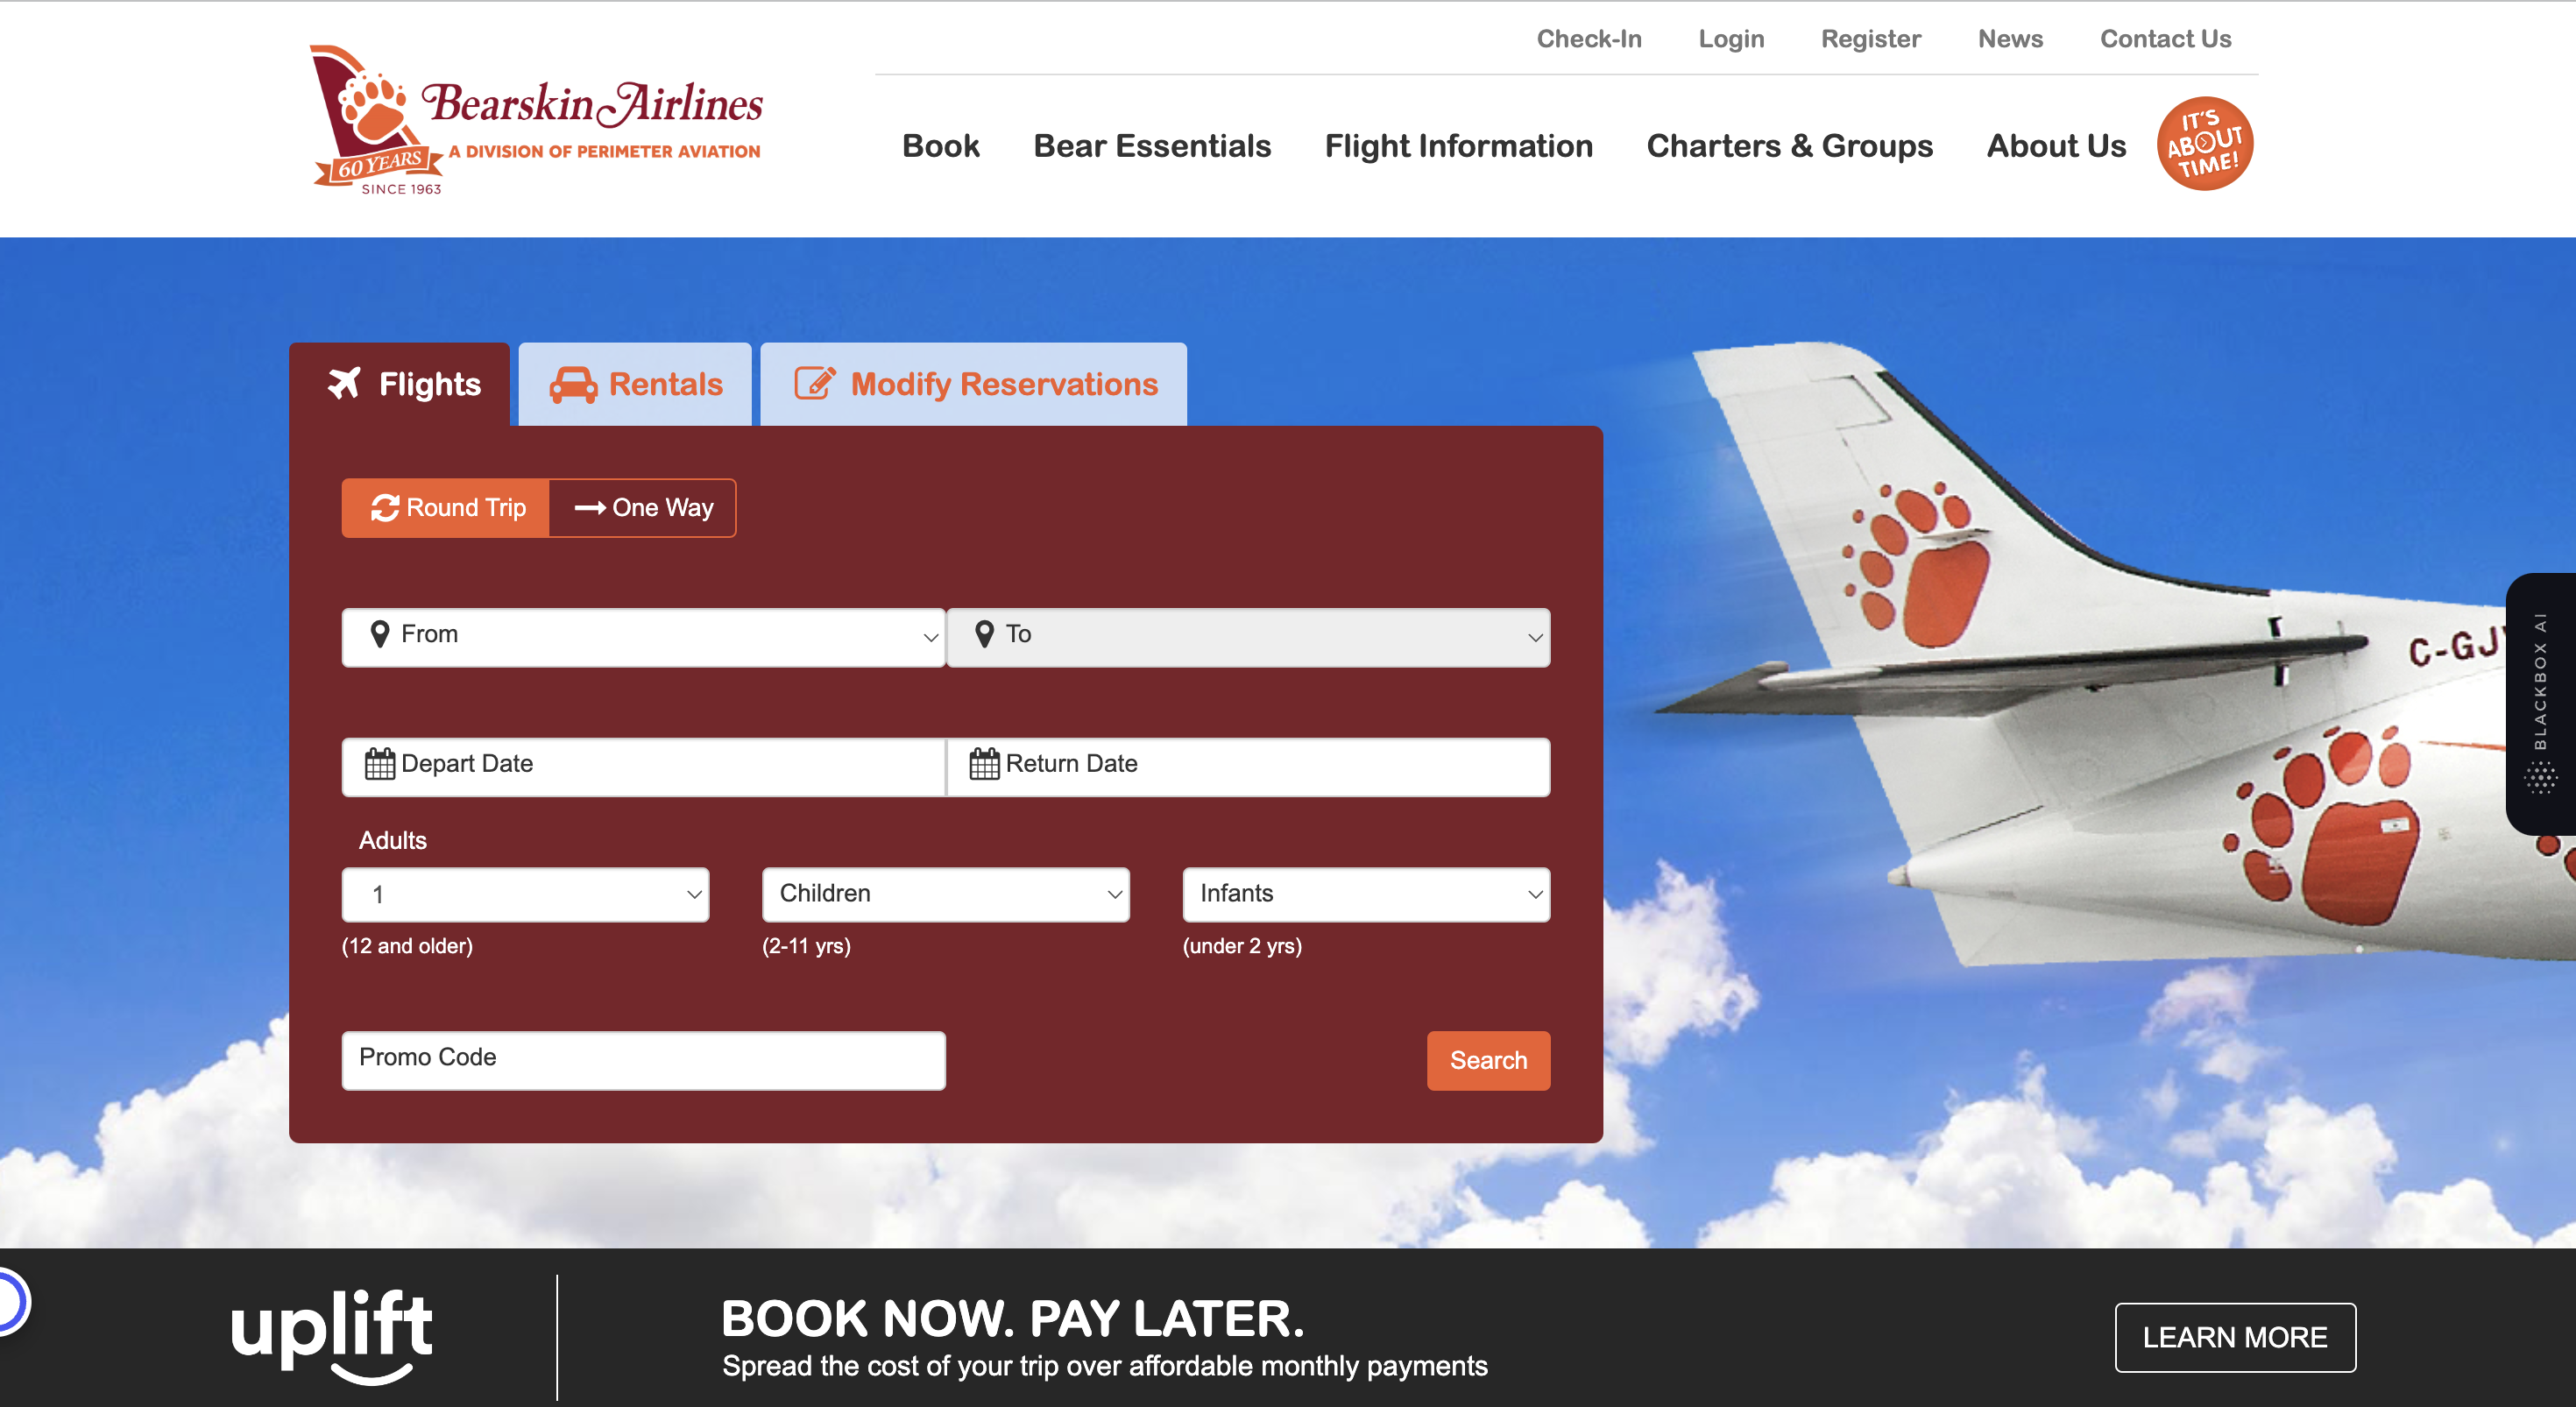 Check-In Login Register News Contact Us
Bearskin Airlines
A DIVISION OF PERIMETER AVIATION
60 YEARS
SINCE 1963
Book Bear Essentials Flight Information Charters & Groups About Us
IT'S
ABOUT
TIME!
Flights Rentals Modify Reservations
Round Trip One Way
From To
C-GJ
Depart Date Return Date
Adults
1 Children Infants
(12 and older) (2-11 yrs) (under 2 yrs)
Promo Code Search
BLACKBOX AI
uplift
BOOK NOW. PAY LATER.
Spread the cost of your trip over affordable monthly payments
LEARN MORE